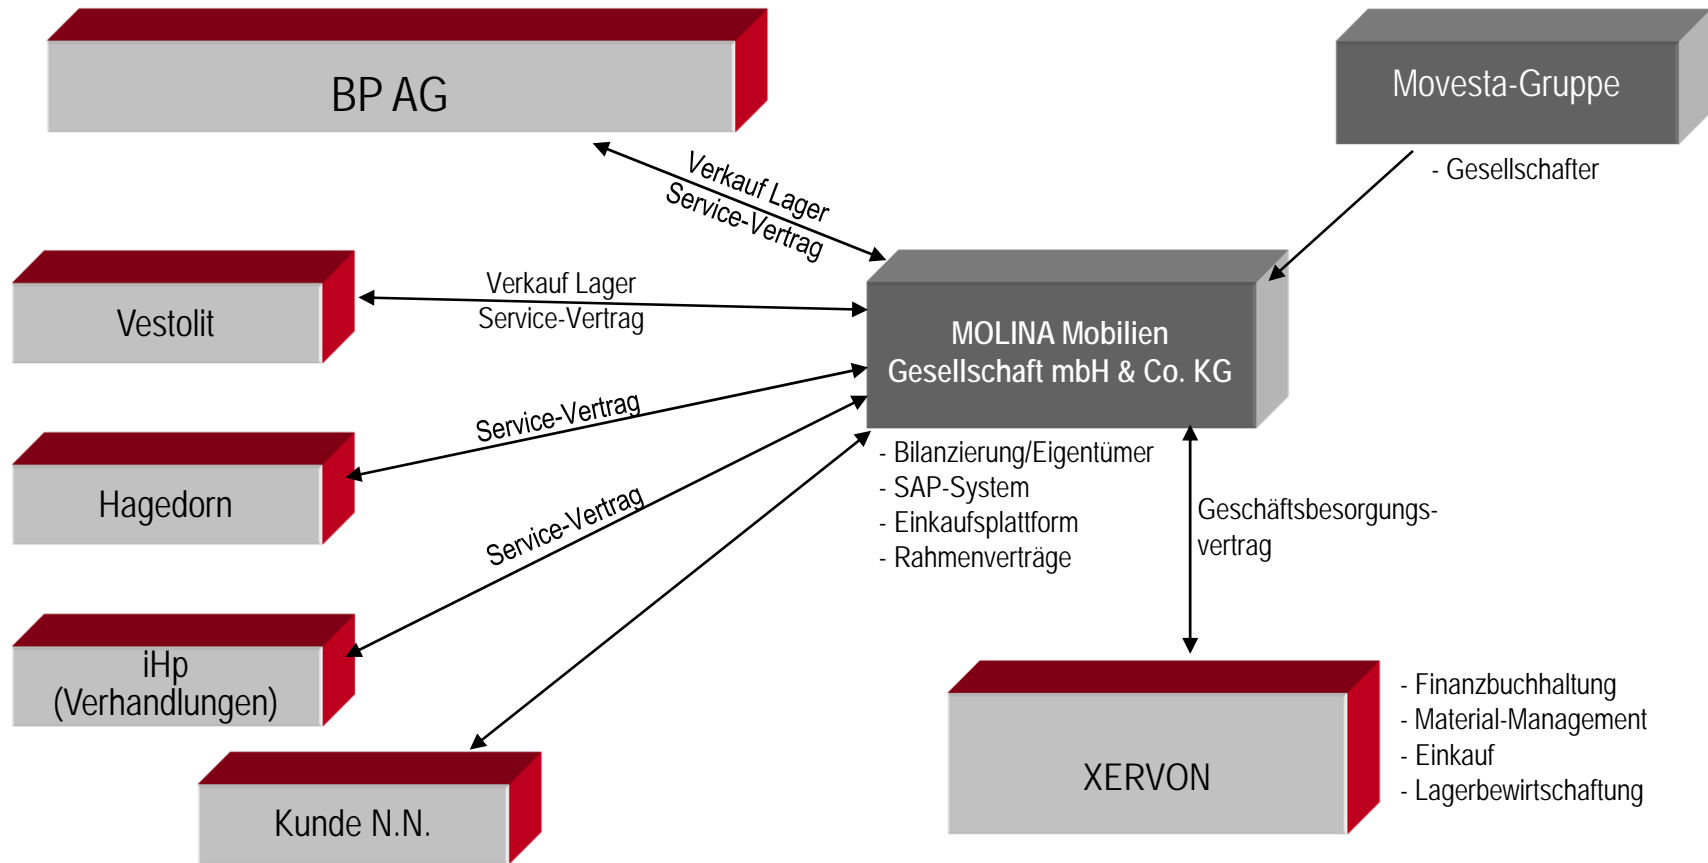 BP AG
Movesta-Gruppe
- Gesellschafter
Verkauf Lager
Service-Vertrag
Vestolit
Verkauf Lager
Service-Vertrag
MOLINA Mobilien
Gesellschaft mbH & Co. KG
Hagedorn
Service-Vertrag
- Bilanzierung/Eigentümer
- SAP-System
- Einkaufsplattform
- Rahmenverträge
Geschäftsbesorgungs-
vertrag
Service-Vertrag
iHp
(Verhandlungen)
Kunde N.N.
XERVON
- Finanzbuchhaltung
- Material-Management
- Einkauf
- Lagerbewirtschaftung